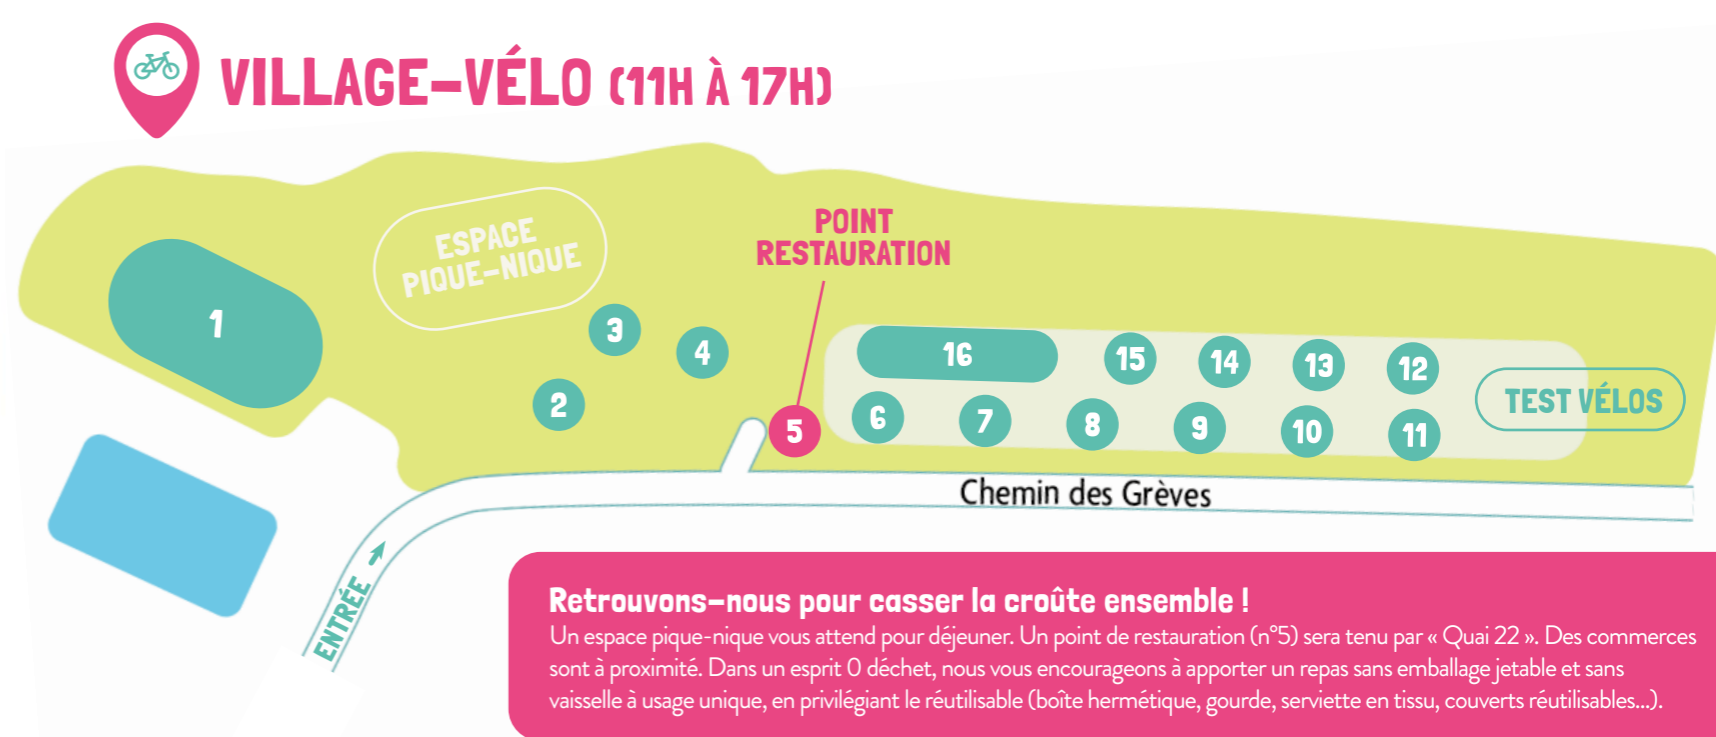 VILLAGE-VÉLO (11H À 17H)
ESPACE
PIQUE-NIQUE
POINT
RESTAURATION
1
3
4
2
5
16
15
14
13
12
6
7
8
9
10
11
TEST VÉLOS
Chemin des Grèves
ENTRÉE
Retrouvons-nous pour casser la croûte ensemble !
Un espace pique-nique vous attend pour déjeuner. Un point de restauration (n°5) sera tenu par « Quai 22 ». Des commerces
sont à proximité. Dans un esprit 0 déchet, nous vous encourageons à apporter un repas sans emballage jetable et sans
vaisselle à usage unique, en privilégiant le réutilisable (boîte hermétique, gourde, serviette en tissu, couverts réutilisables...).